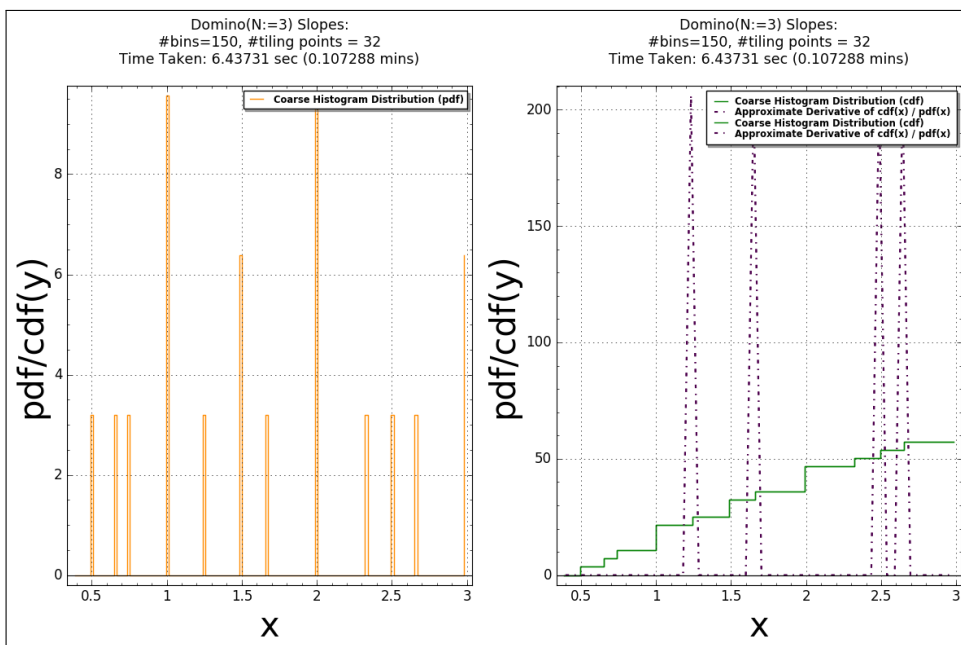 Domino(N:=3) Slopes:
#bins=150, #tiling points = 32
Time Taken: 6.43731 sec (0.107288 mins)
Coarse Histogram Distribution (pdf)
8
6
4
2
0
pdf/cdf(y)
0.5 1 1.5 2 2.5 3
x
Domino(N:=3) Slopes:
#bins=150, #tiling points = 32
Time Taken: 6.43731 sec (0.107288 mins)
Coarse Histogram Distribution (cdf)
Approximate Derivative of cdf(x) / pdf(x)
Coarse Histogram Distribution (cdf)
Approximate Derivative of cdf(x) / pdf(x)
200
150
100
50
0
pdf/cdf(y)
0.5 1 1.5 2 2.5 3
x